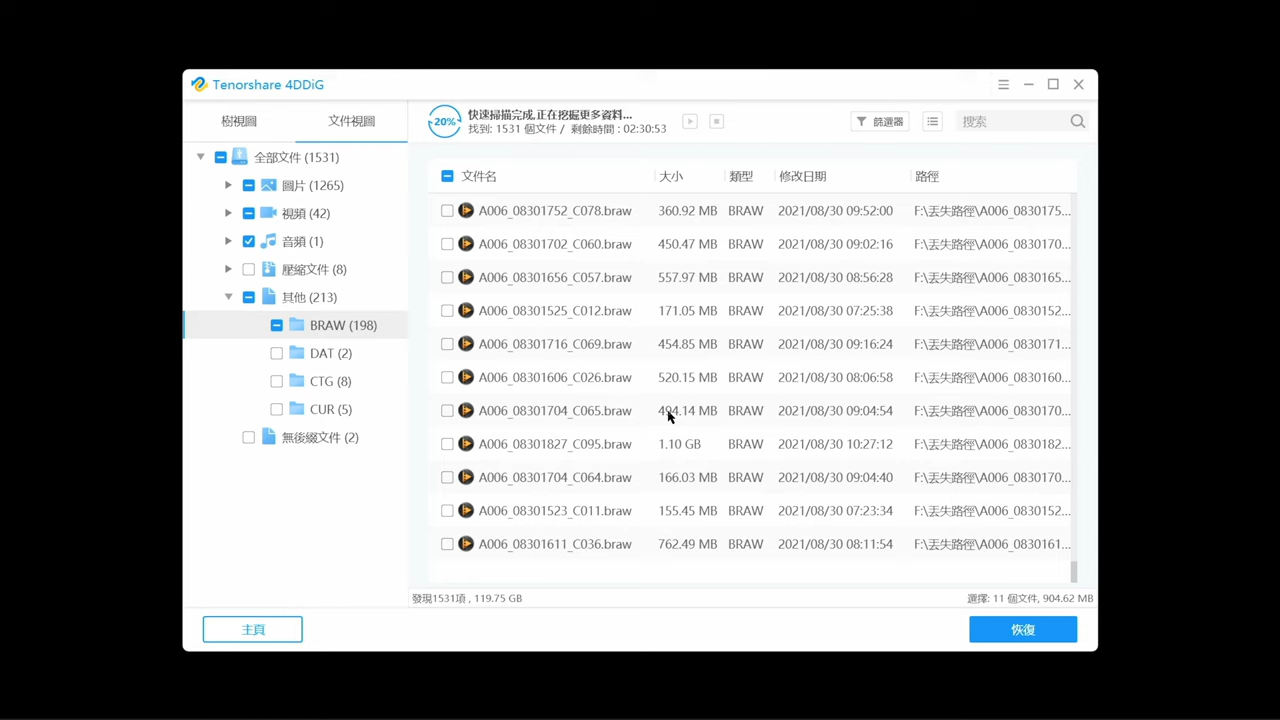 Tenorshare 4DDiG
樹視圖 文件視圖
20% 快速掃描完成,正在挖掘更多資料...
找到: 1531 個文件 / 剩餘時間 : 02:30:53
篩選器 搜索
全部文件 (1531)
圖片 (1265)
視頻 (42)
音頻 (1)
壓縮文件 (8)
其他 (213)
BRAW (198)
DAT (2)
CTG (8)
CUR (5)
無後綴文件 (2)
文件名 大小 類型 修改日期 路徑
A006_08301752_C078.braw 360.92 MB BRAW 2021/08/30 09:52:00 F:\丟失路徑\A006_0830175...
A006_08301702_C060.braw 450.47 MB BRAW 2021/08/30 09:02:16 F:\丟失路徑\A006_0830170...
A006_08301656_C057.braw 557.97 MB BRAW 2021/08/30 08:56:28 F:\丟失路徑\A006_0830165...
A006_08301525_C012.braw 171.05 MB BRAW 2021/08/30 07:25:38 F:\丟失路徑\A006_0830152...
A006_08301716_C069.braw 454.85 MB BRAW 2021/08/30 09:16:24 F:\丟失路徑\A006_0830171...
A006_08301606_C026.braw 520.15 MB BRAW 2021/08/30 08:06:58 F:\丟失路徑\A006_0830160...
A006_08301704_C065.braw 494.14 MB BRAW 2021/08/30 09:04:54 F:\丟失路徑\A006_0830170...
A006_08301827_C095.braw 1.10 GB BRAW 2021/08/30 10:27:12 F:\丟失路徑\A006_0830182...
A006_08301704_C064.braw 166.03 MB BRAW 2021/08/30 09:04:40 F:\丟失路徑\A006_0830170...
A006_08301523_C011.braw 155.45 MB BRAW 2021/08/30 07:23:34 F:\丟失路徑\A006_0830152...
A006_08301611_C036.braw 762.49 MB BRAW 2021/08/30 08:11:54 F:\丟失路徑\A006_0830161...
發現1531項 , 119.75 GB 選擇: 11 個文件, 904.62 MB
主頁 恢復